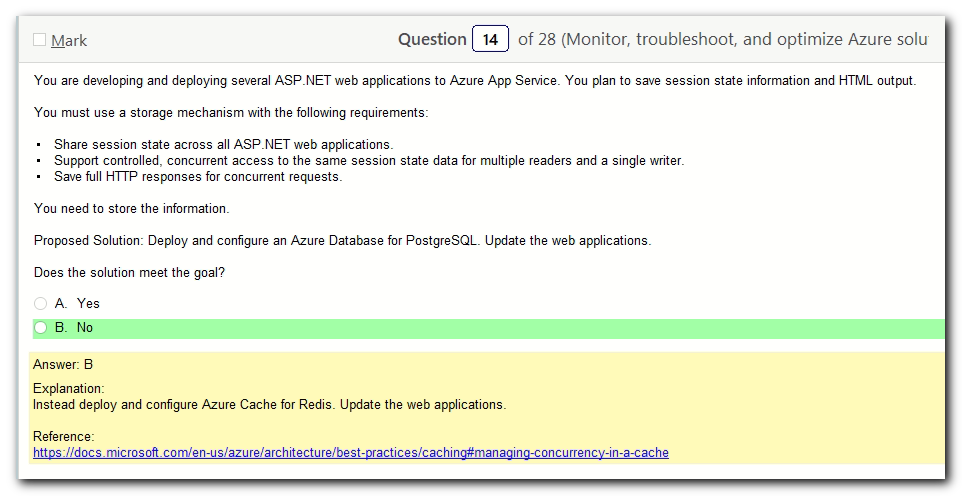 Mark
Question 14 of 28 (Monitor, troubleshoot, and optimize Azure solu
You are developing and deploying several ASP.NET web applications to Azure App Service. You plan to save session state information and HTML output.
You must use a storage mechanism with the following requirements:
▪ Share session state across all ASP.NET web applications.
▪ Support controlled, concurrent access to the same session state data for multiple readers and a single writer.
▪ Save full HTTP responses for concurrent requests.
You need to store the information.
Proposed Solution: Deploy and configure an Azure Database for PostgreSQL. Update the web applications.
Does the solution meet the goal?
A. Yes
B. No
Answer: B
Explanation:
Instead deploy and configure Azure Cache for Redis. Update the web applications.
Reference:
https://docs.microsoft.com/en-us/azure/architecture/best-practices/caching#managing-concurrency-in-a-cache